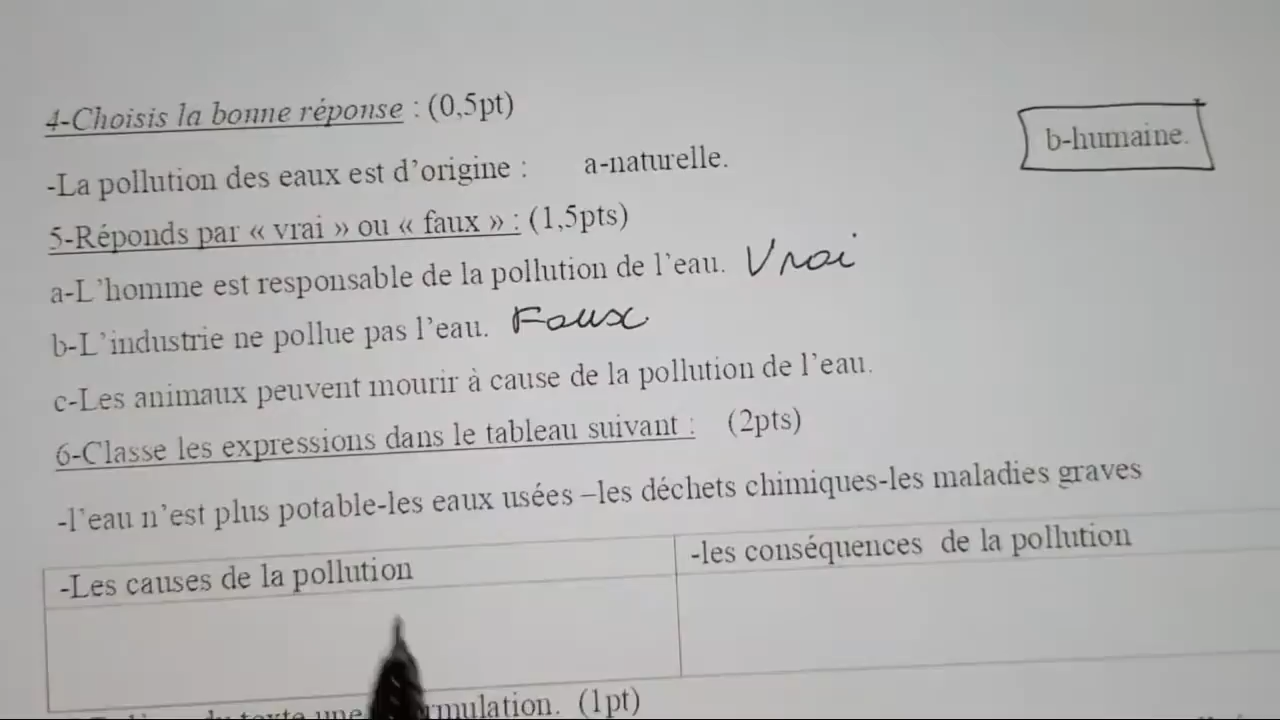 4-Choisis la bonne réponse : (0,5pt)
-La pollution des eaux est d'origine : a-naturelle. b-humaine.
5-Réponds par « vrai » ou « faux » : (1,5pts)
a-L'homme est responsable de la pollution de l'eau. Vrai
b-L'industrie ne pollue pas l'eau. Faux
c-Les animaux peuvent mourir à cause de la pollution de l'eau.
6-Classe les expressions dans le tableau suivant : (2pts)
-l'eau n'est plus potable-les eaux usées –les déchets chimiques-les maladies graves
-Les causes de la pollution -les conséquences de la pollution
du texte une (1pt)